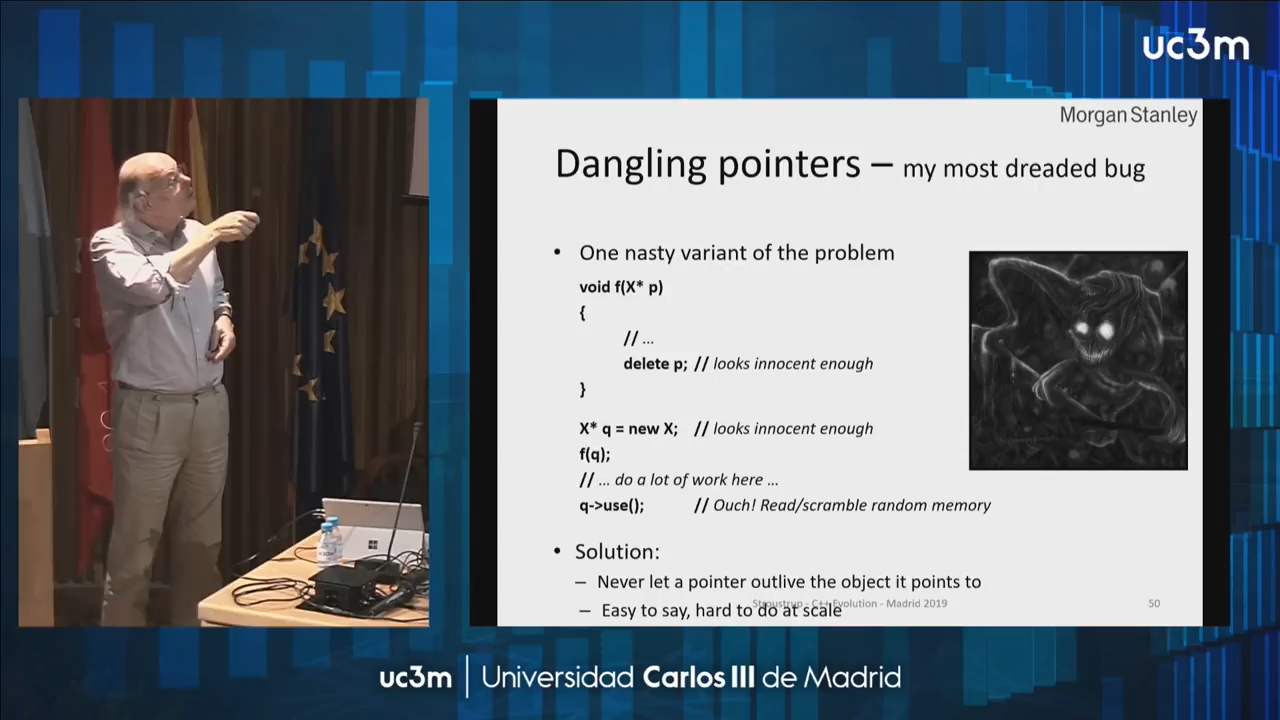 uc3m
Morgan Stanley
Dangling pointers – my most dreaded bug
• One nasty variant of the problem
void f(X* p)
{
// …
delete p; // looks innocent enough
}
X* q = new X; // looks innocent enough
f(q);
// … do a lot of work here …
q->use(); // Ouch! Read/scramble random memory
• Solution:
– Never let a pointer outlive the object it points to
Stroustrup - C++ Evolution - Madrid 2019
50
– Easy to say, hard to do at scale
uc3m | Universidad Carlos III de Madrid